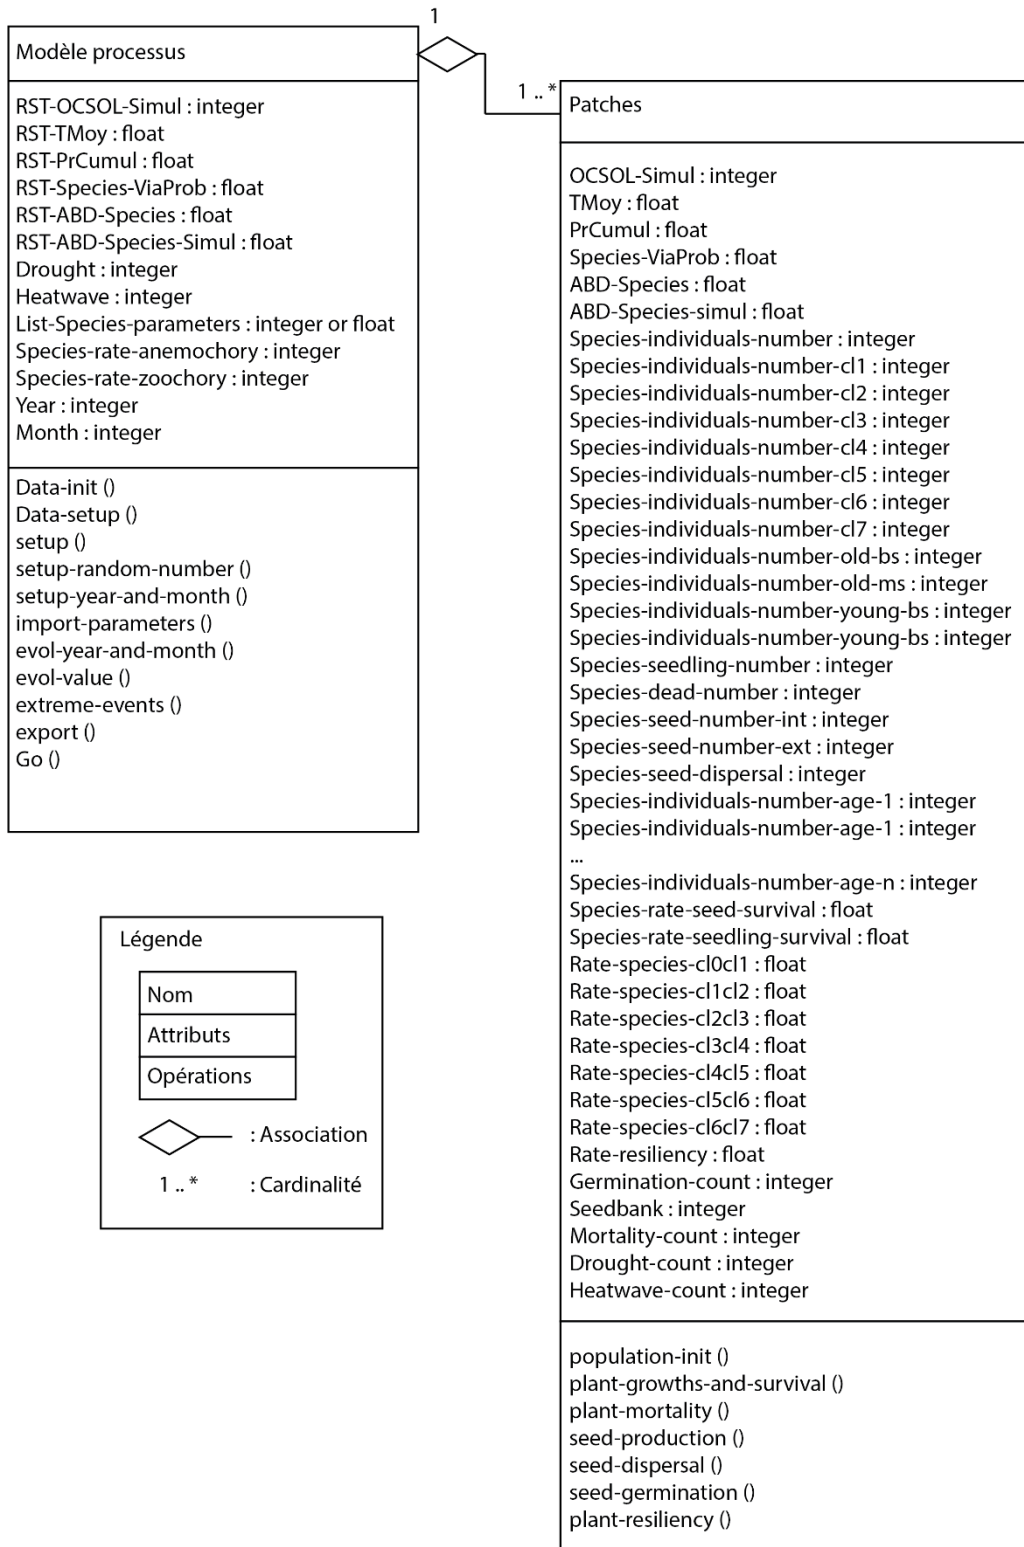 1
Modèle processus
RST-OCSOL-Simul : integer
RST-TMoy : float
RST-PrCumul : float
RST-Species-ViaProb : float
RST-ABD-Species : float
RST-ABD-Species-Simul : float
Drought : integer
Heatwave : integer
List-Species-parameters : integer or float
Species-rate-anemochory : integer
Species-rate-zoochory : integer
Year : integer
Month : integer
Data-init ()
Data-setup ()
setup ()
setup-random-number ()
setup-year-and-month ()
import-parameters ()
evol-year-and-month ()
evol-value ()
extreme-events ()
export ()
Go ()
1 .. *
Patches
OCSOL-Simul : integer
TMoy : float
PrCumul : float
Species-ViaProb : float
ABD-Species : float
ABD-Species-simul : float
Species-individuals-number : integer
Species-individuals-number-cl1 : integer
Species-individuals-number-cl2 : integer
Species-individuals-number-cl3 : integer
Species-individuals-number-cl4 : integer
Species-individuals-number-cl5 : integer
Species-individuals-number-cl6 : integer
Species-individuals-number-cl7 : integer
Species-individuals-number-old-bs : integer
Species-individuals-number-old-ms : integer
Species-individuals-number-young-bs : integer
Species-individuals-number-young-bs : integer
Species-seedling-number : integer
Species-dead-number : integer
Species-seed-number-int : integer
Species-seed-number-ext : integer
Species-seed-dispersal : integer
Species-individuals-number-age-1 : integer
Species-individuals-number-age-1 : integer
...
Species-individuals-number-age-n : integer
Species-rate-seed-survival : float
Species-rate-seedling-survival : float
Rate-species-cl0cl1 : float
Rate-species-cl1cl2 : float
Rate-species-cl2cl3 : float
Rate-species-cl3cl4 : float
Rate-species-cl4cl5 : float
Rate-species-cl5cl6 : float
Rate-species-cl6cl7 : float
Rate-resiliency : float
Germination-count : integer
Seedbank : integer
Mortality-count : integer
Drought-count : integer
Heatwave-count : integer
population-init ()
plant-growths-and-survival ()
plant-mortality ()
seed-production ()
seed-dispersal ()
seed-germination ()
plant-resiliency ()
Légende
Nom
Attributs
Opérations
: Association
1 .. * : Cardinalité